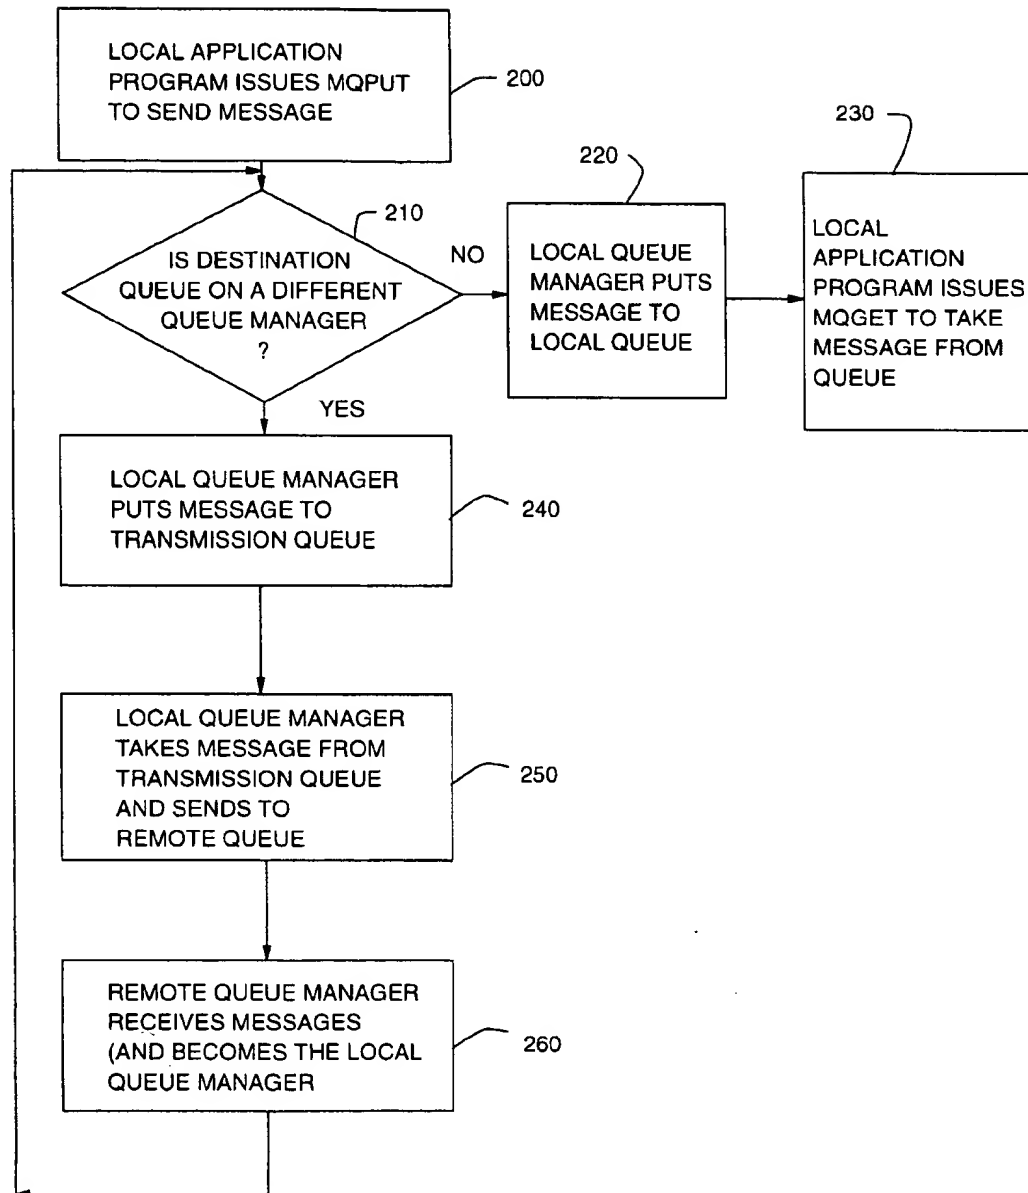 LOCAL APPLICATION
PROGRAM ISSUES MQPUT
TO SEND MESSAGE
200
230
220
210
IS DESTINATION
QUEUE ON A DIFFERENT
QUEUE MANAGER
?
NO
LOCAL QUEUE
MANAGER PUTS
MESSAGE TO
LOCAL QUEUE
LOCAL
APPLICATION
PROGRAM ISSUES
MQGET TO TAKE
MESSAGE FROM
QUEUE
YES
LOCAL QUEUE MANAGER
PUTS MESSAGE TO
TRANSMISSION QUEUE
240
LOCAL QUEUE MANAGER
TAKES MESSAGE FROM
TRANSMISSION QUEUE
AND SENDS TO
REMOTE QUEUE
250
REMOTE QUEUE MANAGER
RECEIVES MESSAGES
(AND BECOMES THE LOCAL
QUEUE MANAGER
260